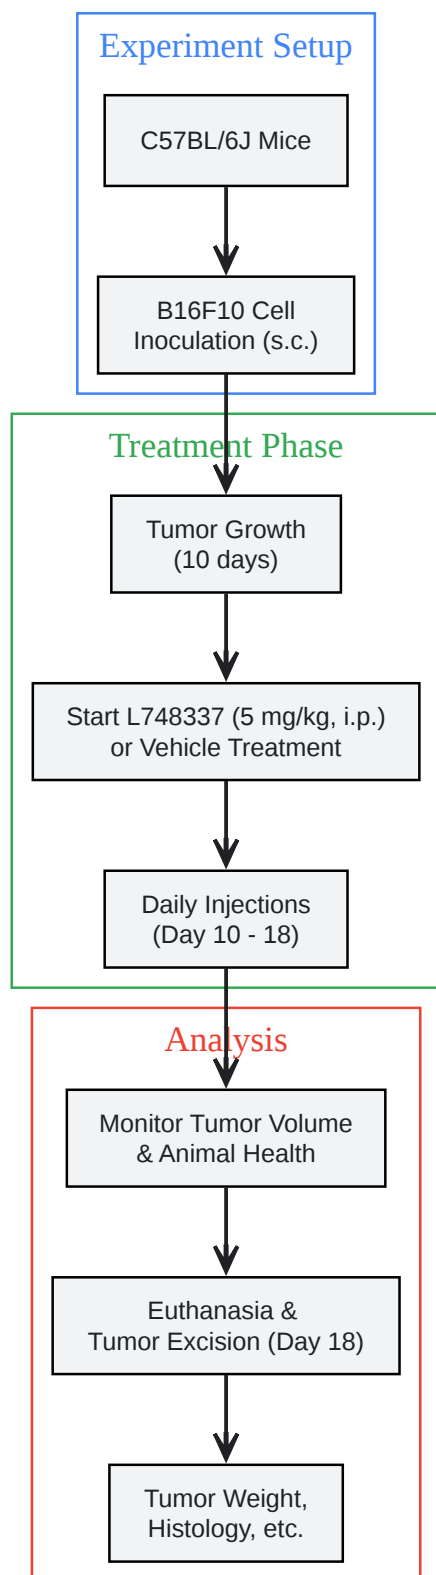 Experiment Setup
C57BL/6J Mice
B16F10 Cell
Inoculation (s.c.)
Treatment Phase
Tumor Growth
(10 days)
Start L748337 (5 mg/kg, i.p.)
or Vehicle Treatment
Daily Injections
(Day 10 - 18)
Analysis
Monitor Tumor Volume
& Animal Health
Euthanasia &
Tumor Excision (Day 18)
Tumor Weight,
Histology, etc.